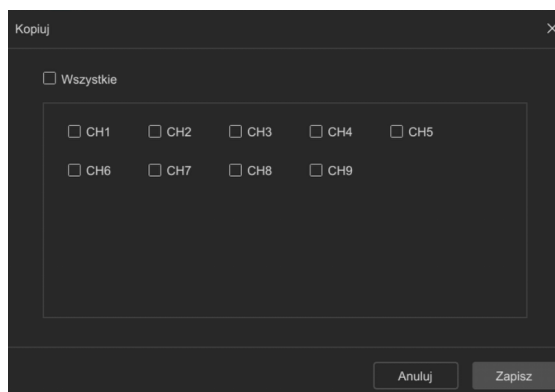 Kopiuj
Wszystkie
CH1 CH2 CH3 CH4 CH5
CH6 CH7 CH8 CH9
Anuluj Zapisz